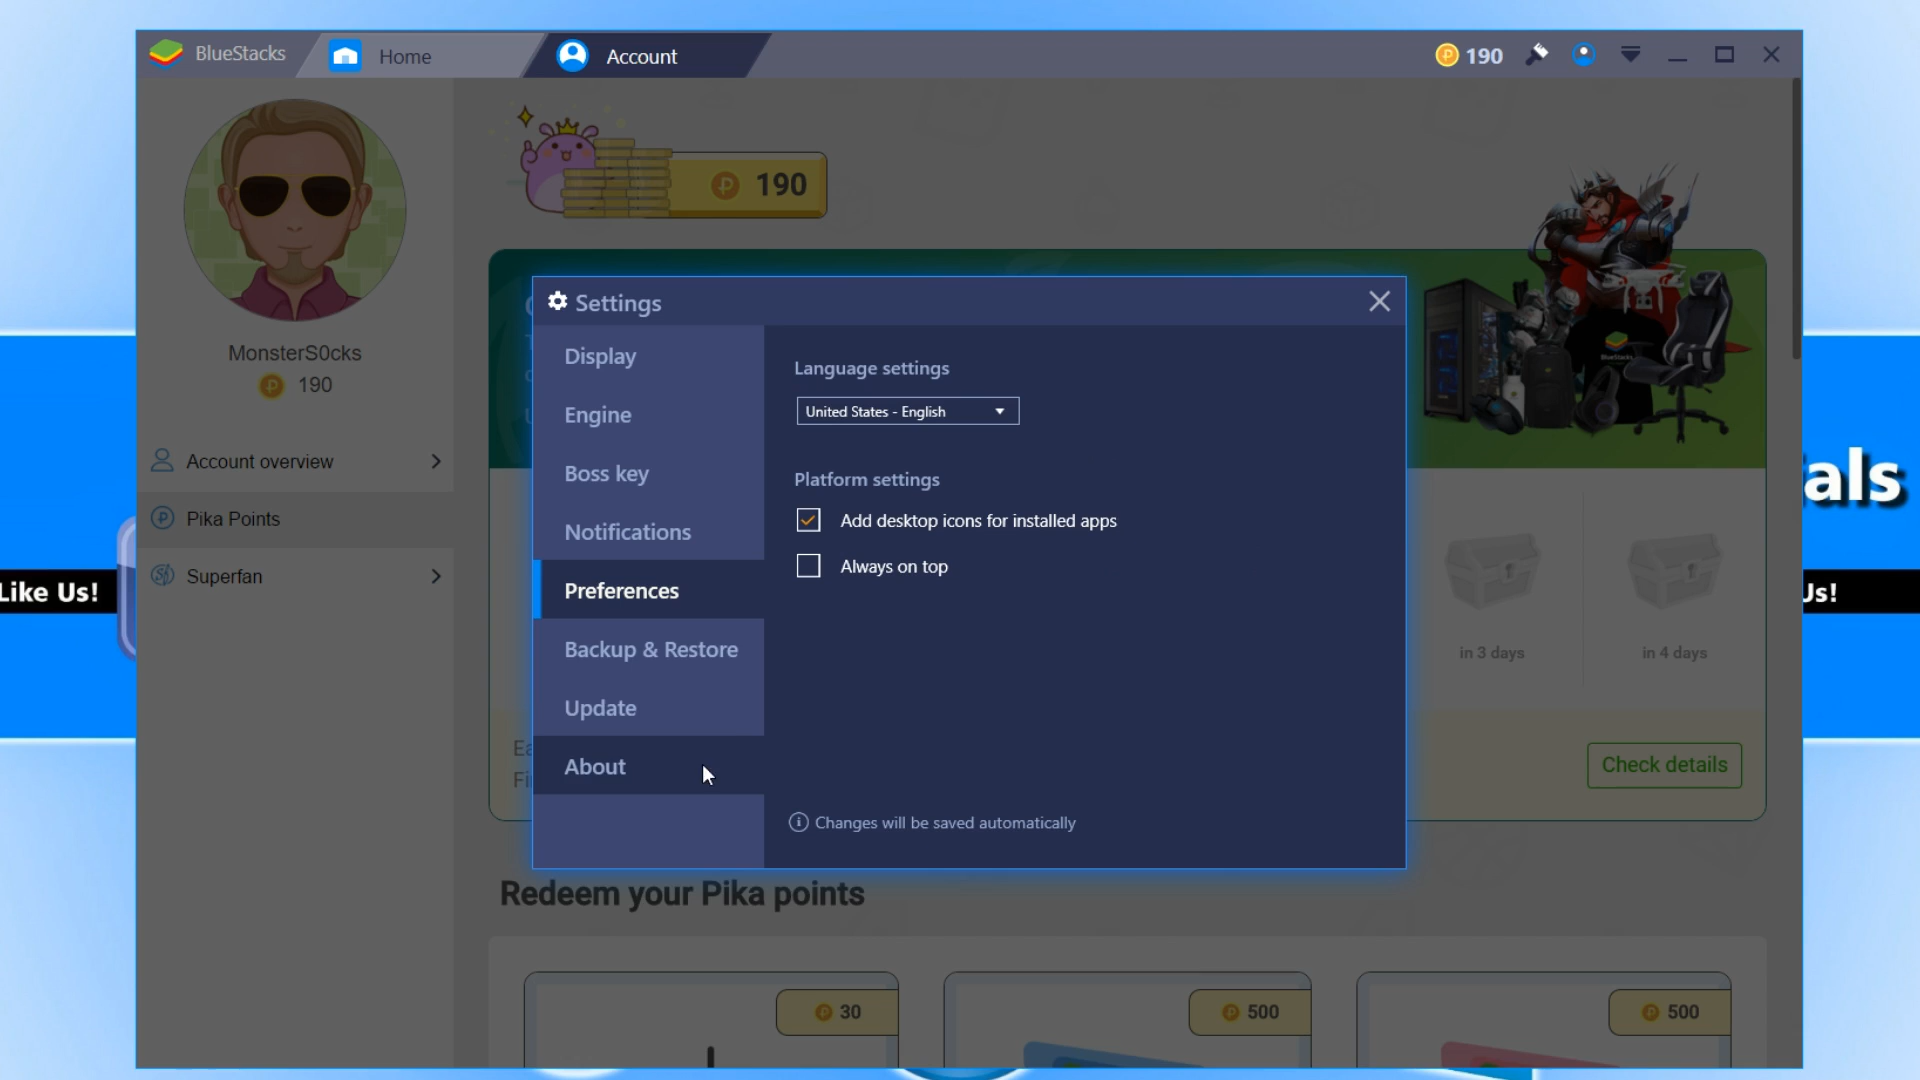 BlueStacks
Home
Account
190
190
MonsterS0cks
190
Account overview
Pika Points
Superfan
Settings
Display
Engine
Boss key
Notifications
Preferences
Backup & Restore
Update
About
Language settings
United States - English
Platform settings
Add desktop icons for installed apps
Always on top
Changes will be saved automatically
BlueStacks
in 3 days
in 4 days
Check details
Redeem your Pika points
30
500
500
Like Us!
als
Us!